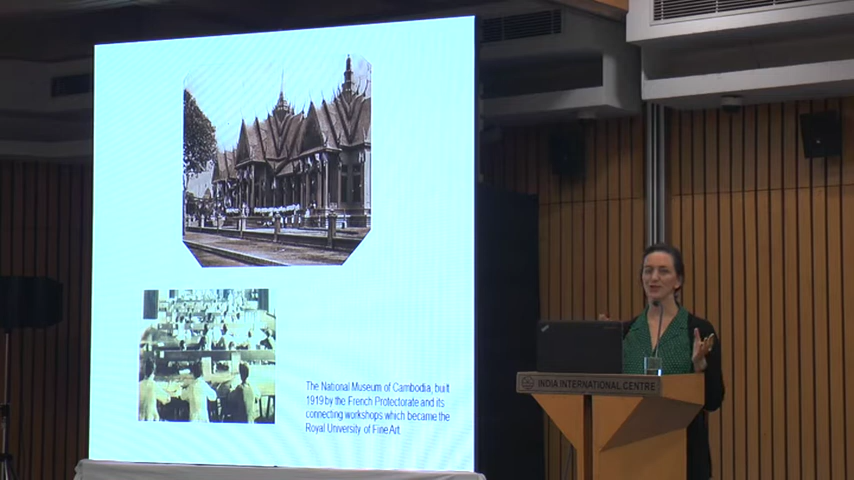 The National Museum of Cambodia, built
1919 by the French Protectorate and its
connecting workshops which became the
Royal University of Fine Art
INDIA INTERNATIONAL CENTRE